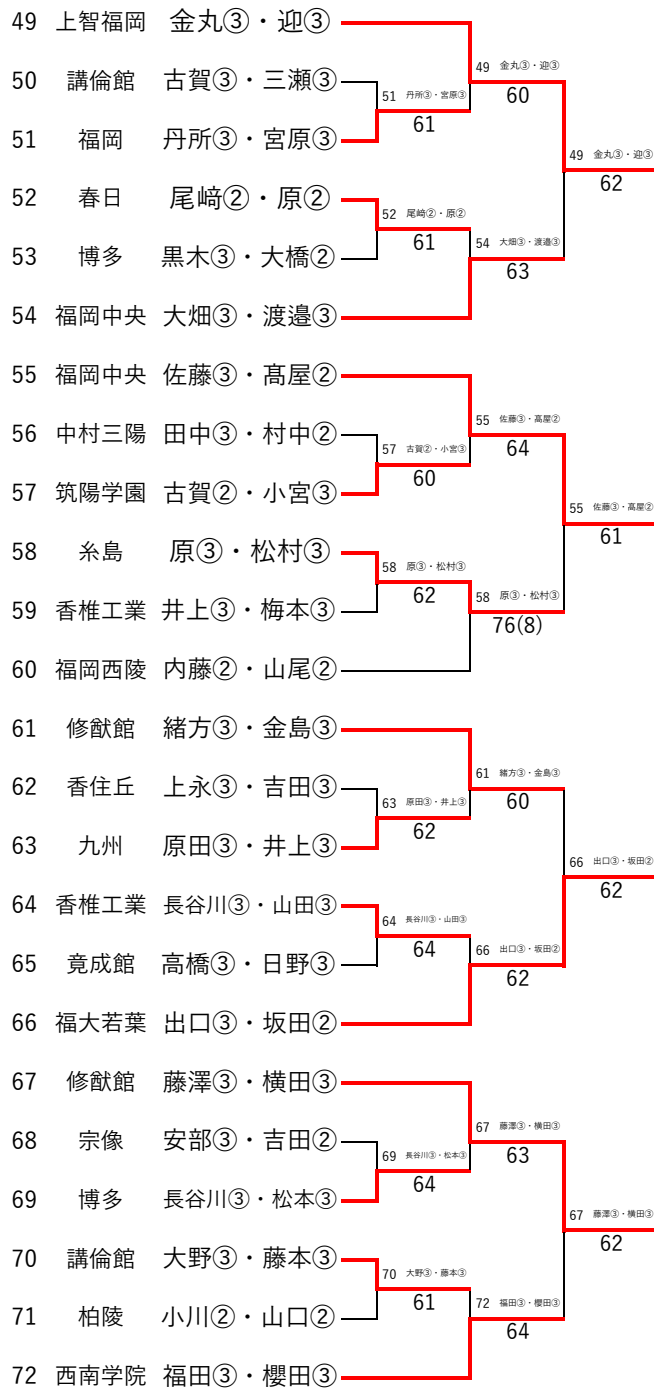 49 上智福岡 金丸③・迎③
50 講倫館 古賀③・三瀬③
51 福岡 丹所③・宮原③
52 春日 尾﨑②・原②
53 博多 黒木③・大橋②
54 福岡中央 大畑③・渡邉③
55 福岡中央 佐藤③・髙屋②
56 中村三陽 田中③・村中②
57 筑陽学園 古賀②・小宮③
58 糸島 原③・松村③
59 香椎工業 井上③・梅本③
60 福岡西陵 内藤②・山尾②
61 修猷館 緒方③・金島③
62 香住丘 上永③・吉田③
63 九州 原田③・井上③
64 香椎工業 長谷川③・山田③
65 竟成館 高橋③・日野③
66 福大若葉 出口③・坂田②
67 修猷館 藤澤③・横田③
68 宗像 安部③・吉田②
69 博多 長谷川③・松本③
70 講倫館 大野③・藤本③
71 柏陵 小川②・山口②
72 西南学院 福田③・櫻田③
51 丹所③・宮原③
61
52 尾﨑②・原②
61
57 古賀②・小宮③
60
58 原③・松村③
62
63 原田③・井上③
62
64 長谷川③・山田③
64
69 長谷川③・松本③
64
70 大野③・藤本③
61
49 金丸③・迎③
60
54 大畑③・渡邉③
63
55 佐藤③・髙屋②
64
58 原③・松村③
76(8)
61 緒方③・金島③
60
66 出口③・坂田②
62
67 藤澤③・横田③
63
72 福田③・櫻田③
64
49 金丸③・迎③
62
55 佐藤③・髙屋②
61
66 出口③・坂田②
62
67 藤澤③・横田③
62